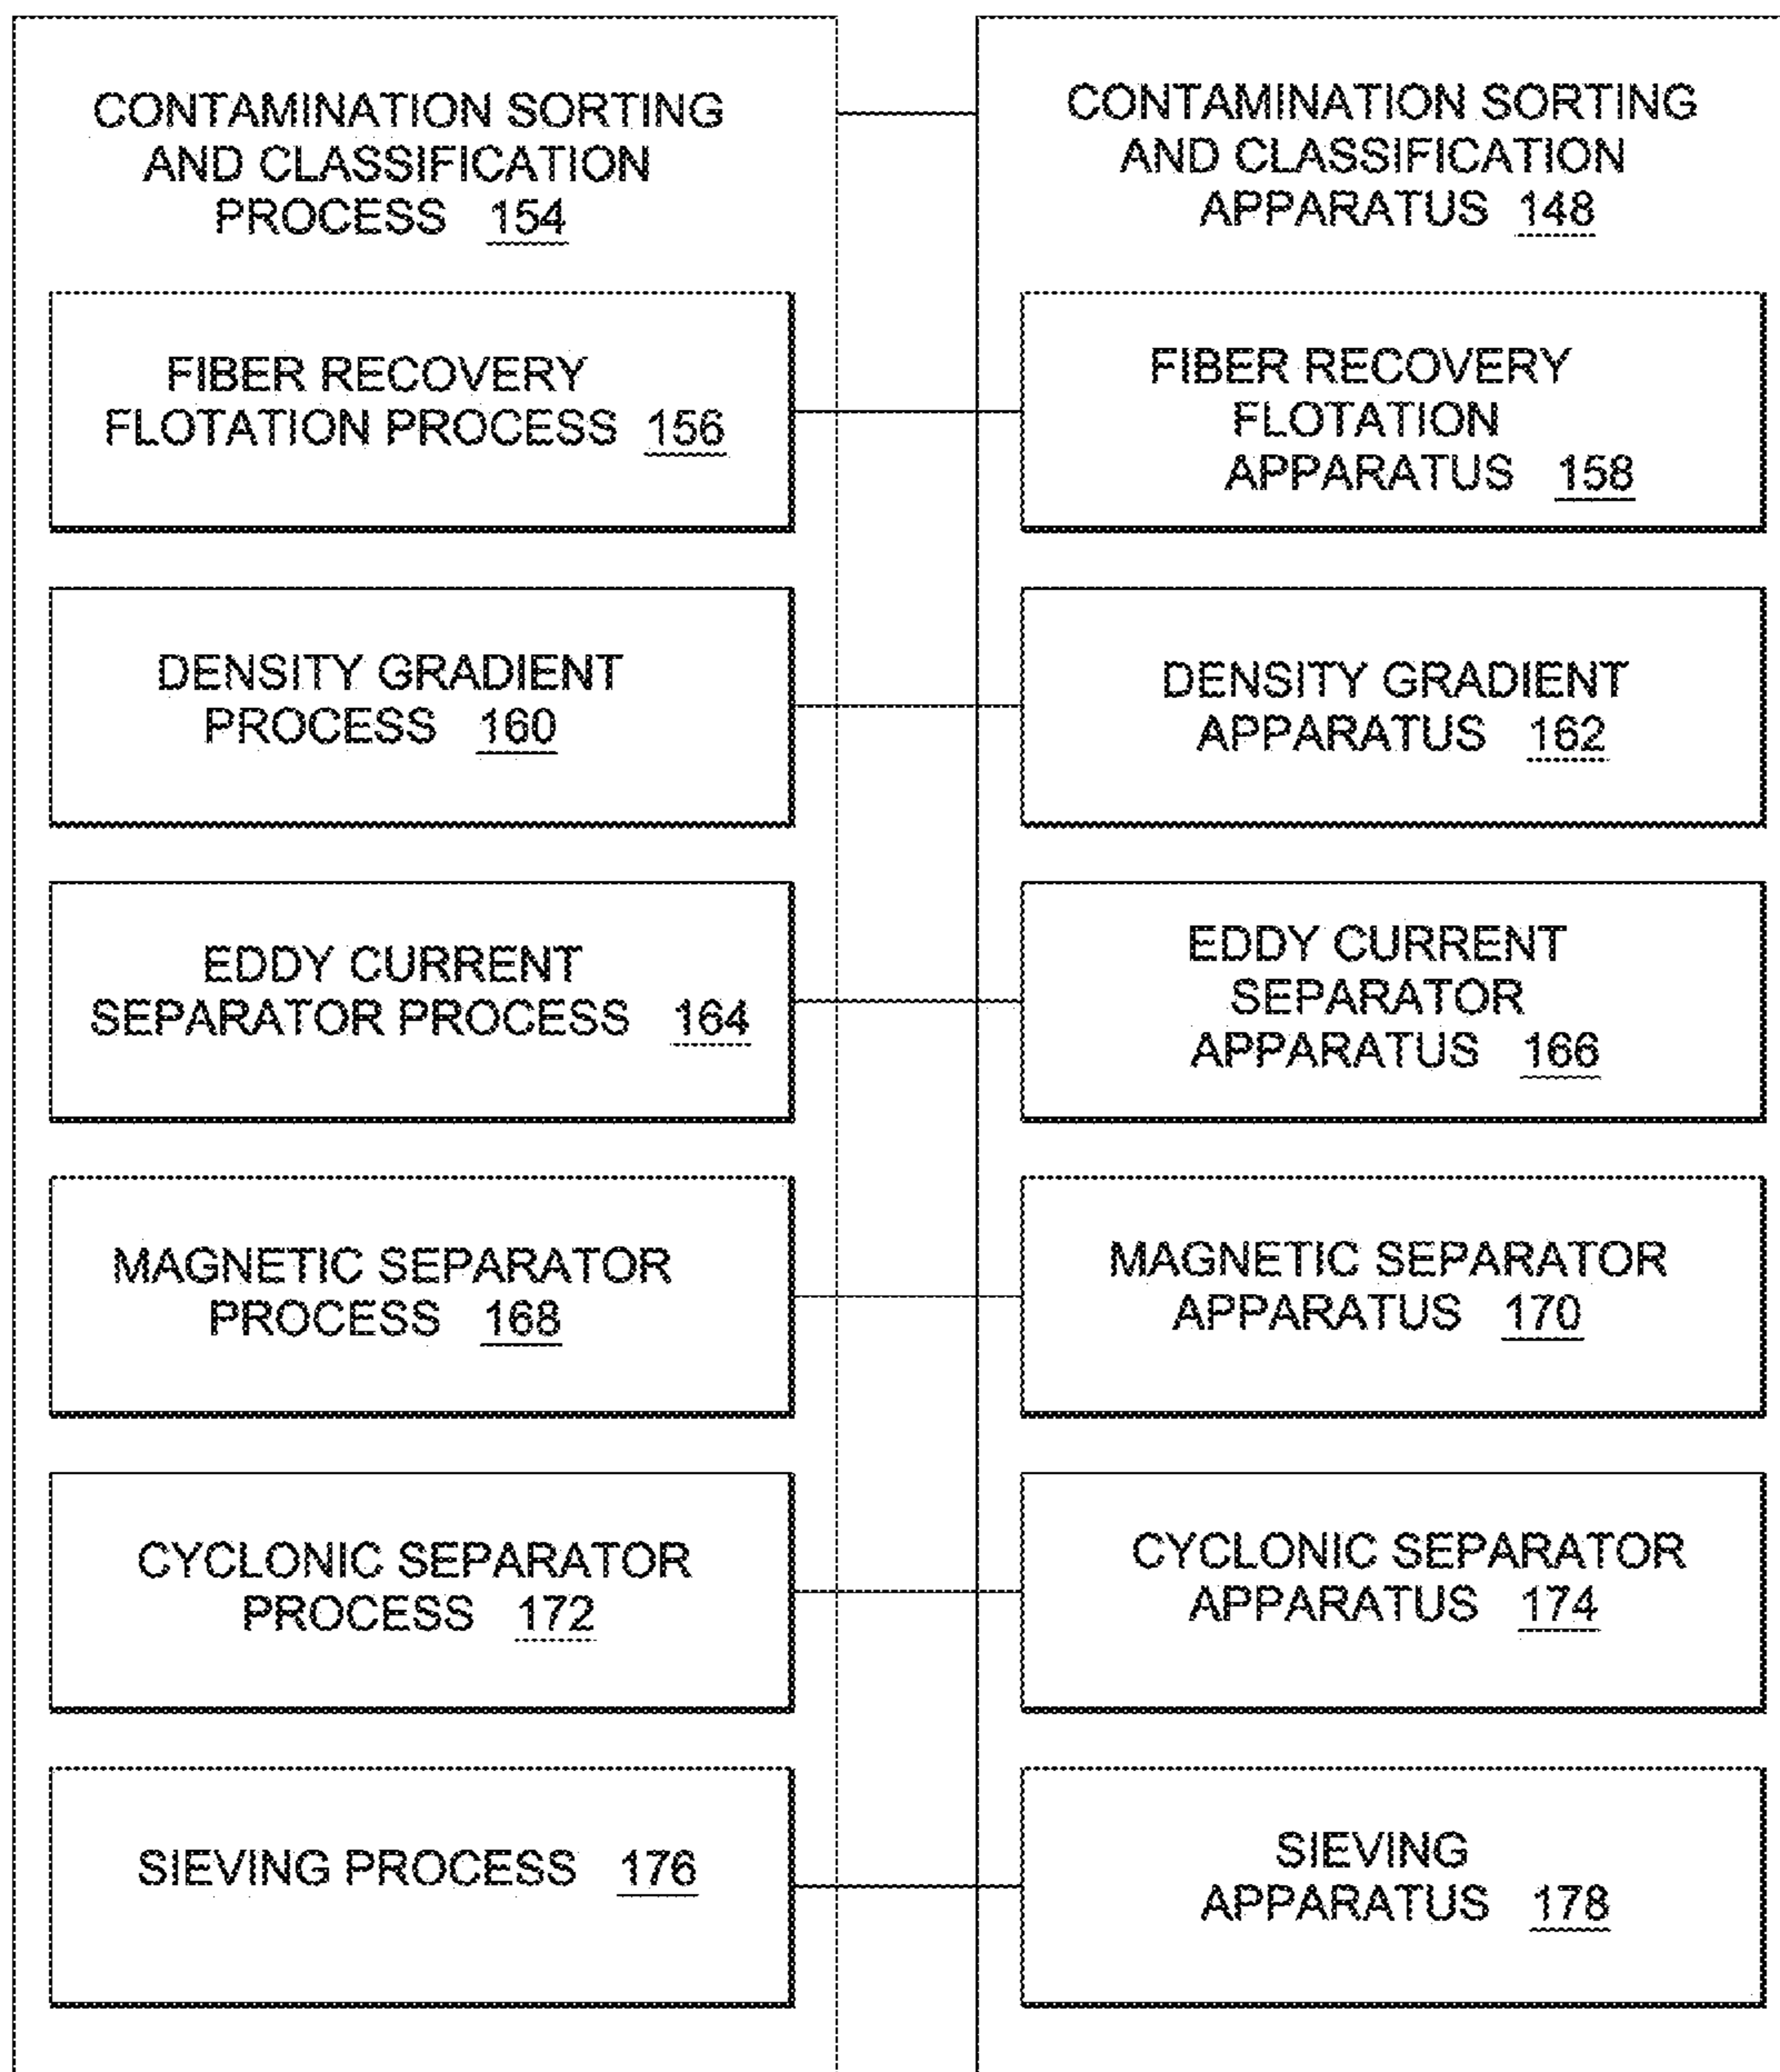 CONTAMINATION SORTING
AND CLASSIFICATION
PROCESS 154
FIBER RECOVERY
FLOTATION PROCESS 156
DENSITY GRADIENT
PROCESS 160
EDDY CURRENT
SEPARATOR PROCESS 164
MAGNETIC SEPARATOR
PROCESS 168
CYCLONIC SEPARATOR
PROCESS 172
SIEVING PROCESS 176
CONTAMINATION SORTING
AND CLASSIFICATION
APPARATUS 148
FIBER RECOVERY
FLOTATION
APPARATUS 158
DENSITY GRADIENT
APPARATUS 162
EDDY CURRENT
SEPARATOR
APPARATUS 166
MAGNETIC SEPARATOR
APPARATUS 170
CYCLONIC SEPARATOR
APPARATUS 174
SIEVING
APPARATUS 178